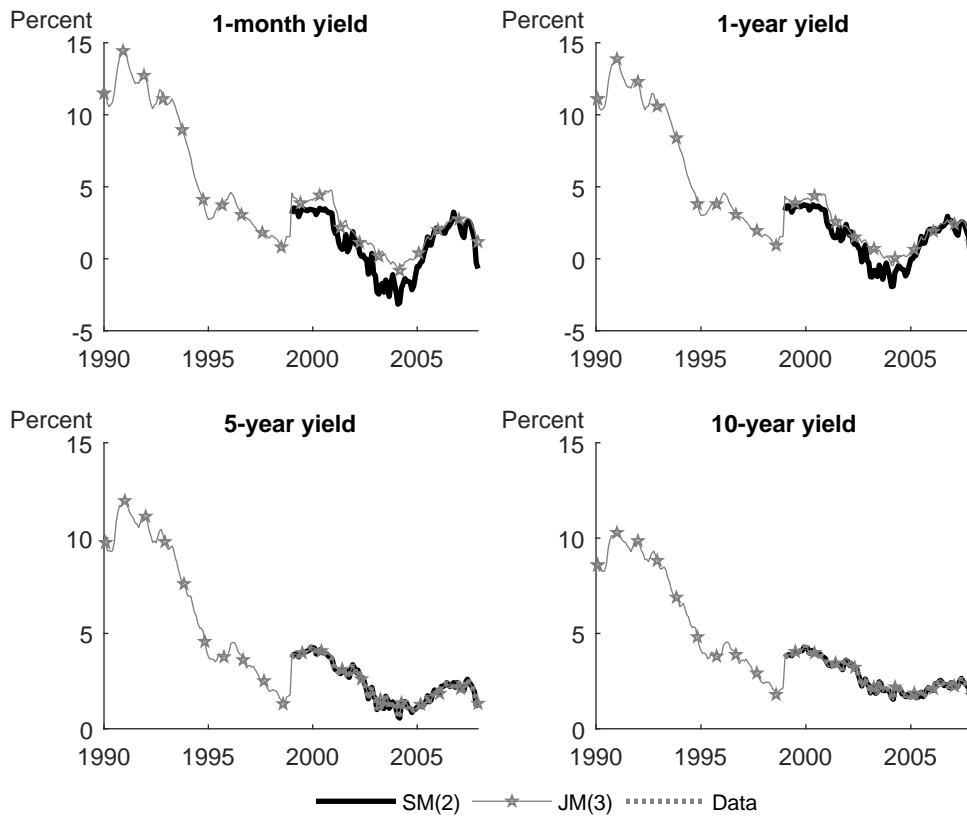 Percent 1-month yield
15
10
5
0
-5
1990 1995 2000 2005
Percent 1-year yield
15
10
5
0
-5
1990 1995 2000 2005
Percent 5-year yield
15
10
5
0
1990 1995 2000 2005
Percent 10-year yield
15
10
5
0
1990 1995 2000 2005
SM(2) JM(3) Data